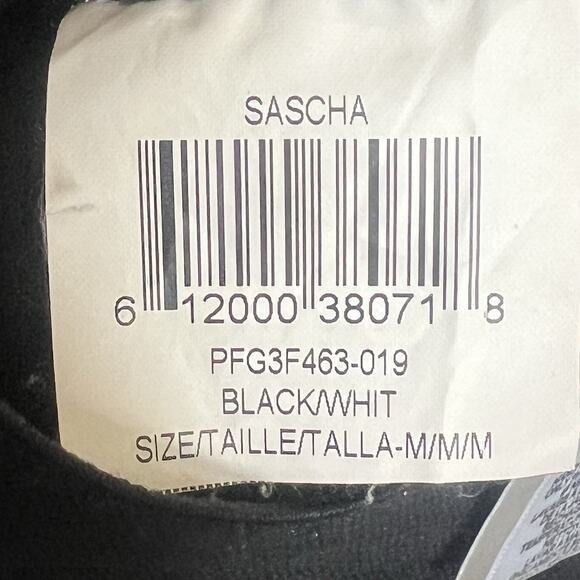 SASCHA
6 12000 38071 8
PFG3F463-019
BLACK/WHIT
SIZE/TAILLE/TALLA-M/M/M